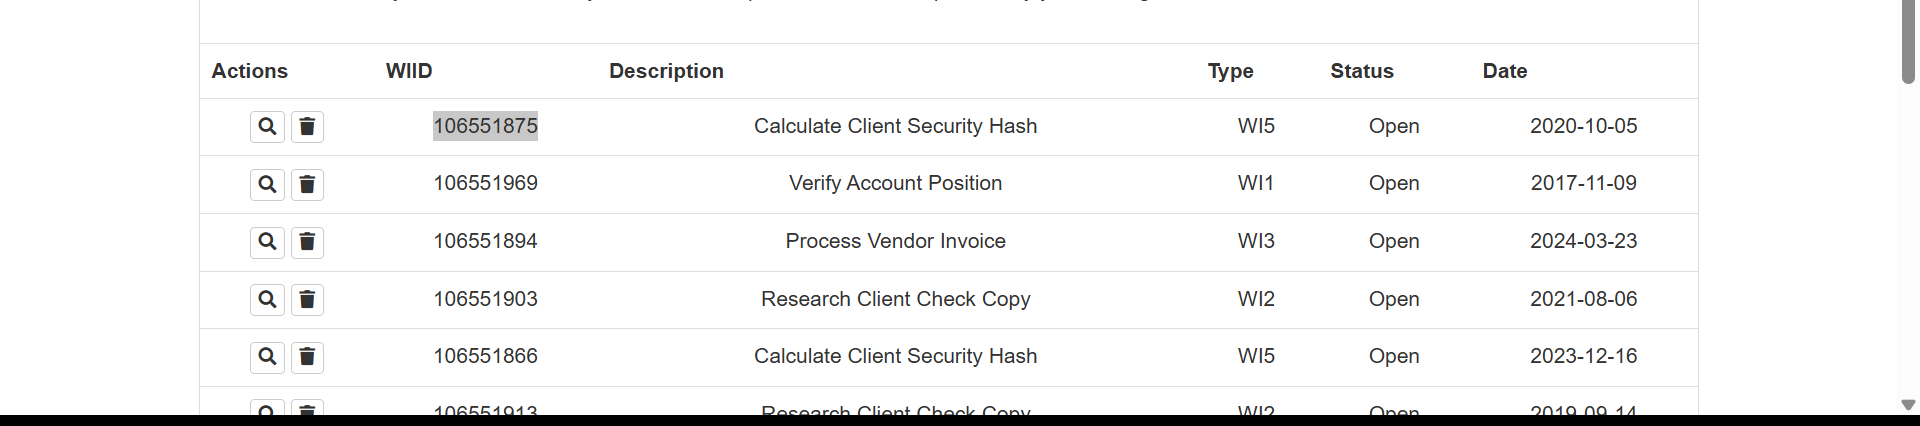 Actions WIID Description Type Status Date
106551875 Calculate Client Security Hash WI5 Open 2020-10-05
106551969 Verify Account Position WI1 Open 2017-11-09
106551894 Process Vendor Invoice WI3 Open 2024-03-23
106551903 Research Client Check Copy WI2 Open 2021-08-06
106551866 Calculate Client Security Hash WI5 Open 2023-12-16
106551913 Research Client Check Copy WI2 Open 2019-09-14